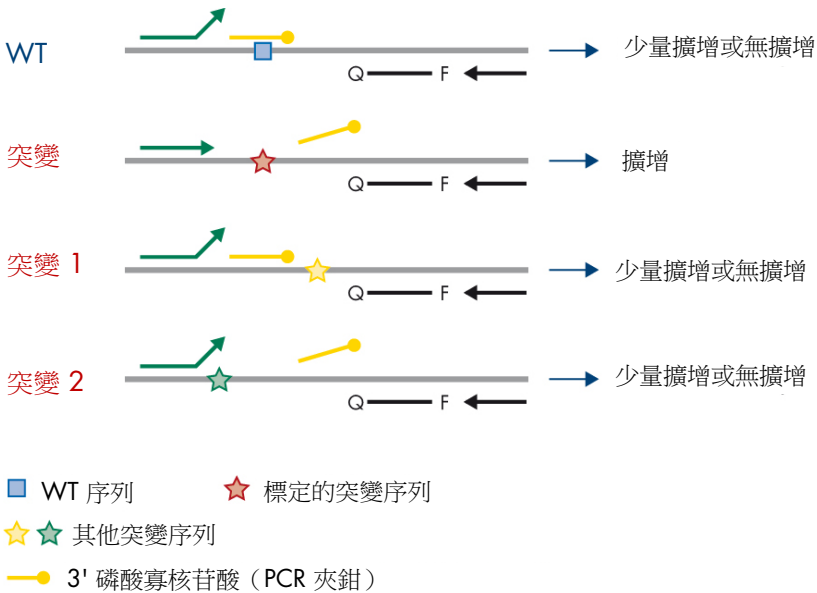 WT 少量擴增或無擴增
Q F
突變 擴增
Q F
突變 1 少量擴增或無擴增
Q F
突變 2 少量擴增或無擴增
Q F
WT 序列 標定的突變序列
其他突變序列
3' 磷酸寡核苷酸（PCR 夾鉗）